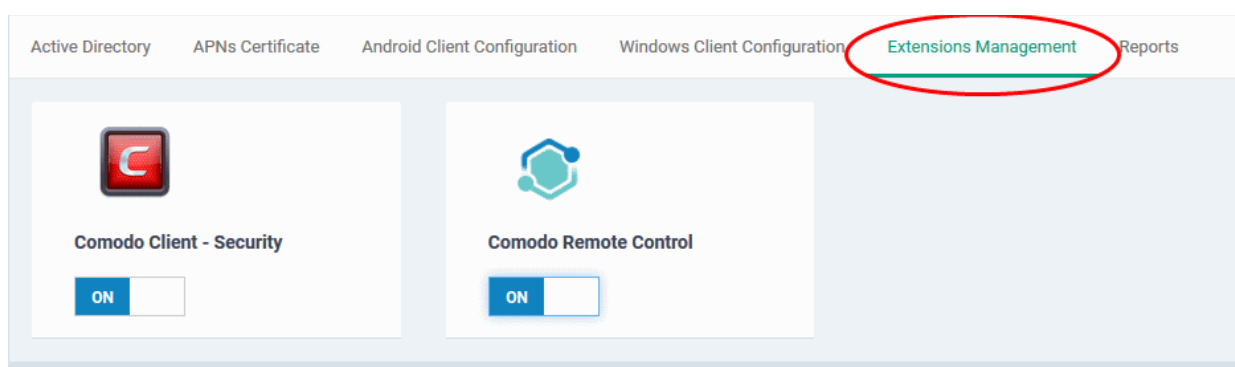 Active Directory APNs Certificate Android Client Configuration Windows Client Configuration Extensions Management Reports
C
Comodo Client - Security Comodo Remote Control
ON ON